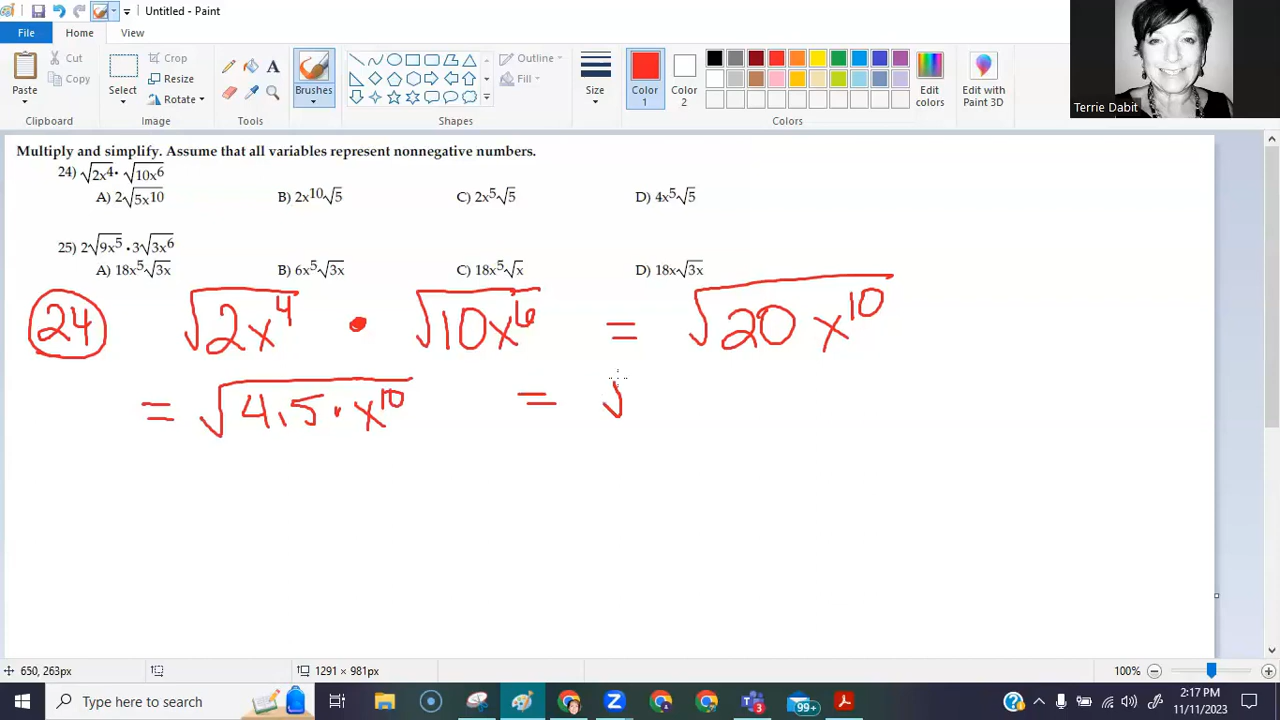 Untitled - Paint
File Home View
Cut
Copy
Paste
Clipboard
Crop
Resize
Rotate
Select
Image
Tools
Brushes
Shapes
Outline
Fill
Size
Color 1
Color 2
Edit colors
Colors
Edit with Paint 3D
Terrie Dabit
Multiply and simplify. Assume that all variables represent nonnegative numbers.
24) √2x⁴ · √10x⁶
A) 2√5x¹⁰ B) 2x¹⁰√5 C) 2x⁵√5 D) 4x⁵√5
25) 2√9x⁵ · 3√3x⁶
A) 18x⁵√3x B) 6x⁵√3x C) 18x⁵√x D) 18x√3x
24 √2x⁴ · √10x⁶ = √20x¹⁰
= √4·5·x¹⁰ = √
650, 263px 1291 × 981px 100%
Type here to search
3
99+
2:17 PM
11/11/2023